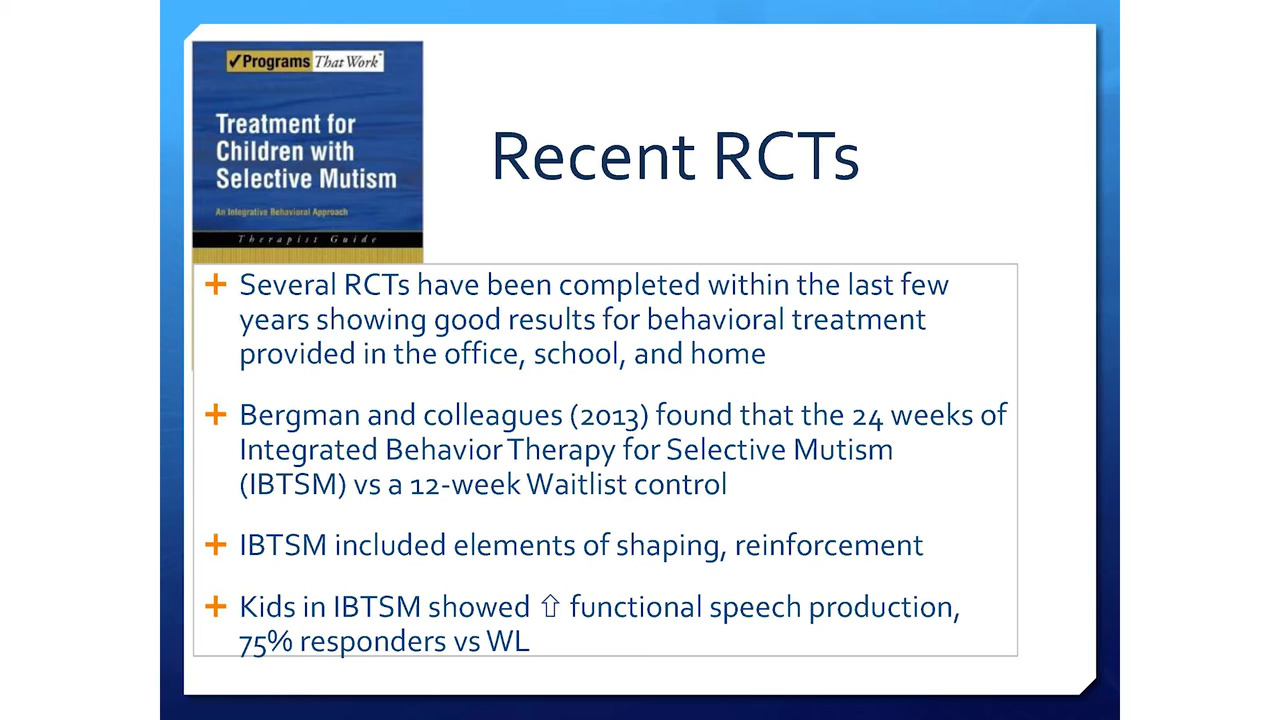 ✓Programs That Work
Treatment for
Children with
Selective Mutism
An Integrative Behavioral Approach
Therapist Guide
Recent RCTs
+ Several RCTs have been completed within the last few
years showing good results for behavioral treatment
provided in the office, school, and home
+ Bergman and colleagues (2013) found that the 24 weeks of
Integrated Behavior Therapy for Selective Mutism
(IBTSM) vs a 12-week Waitlist control
+ IBTSM included elements of shaping, reinforcement
+ Kids in IBTSM showed ⇧ functional speech production,
75% responders vs WL